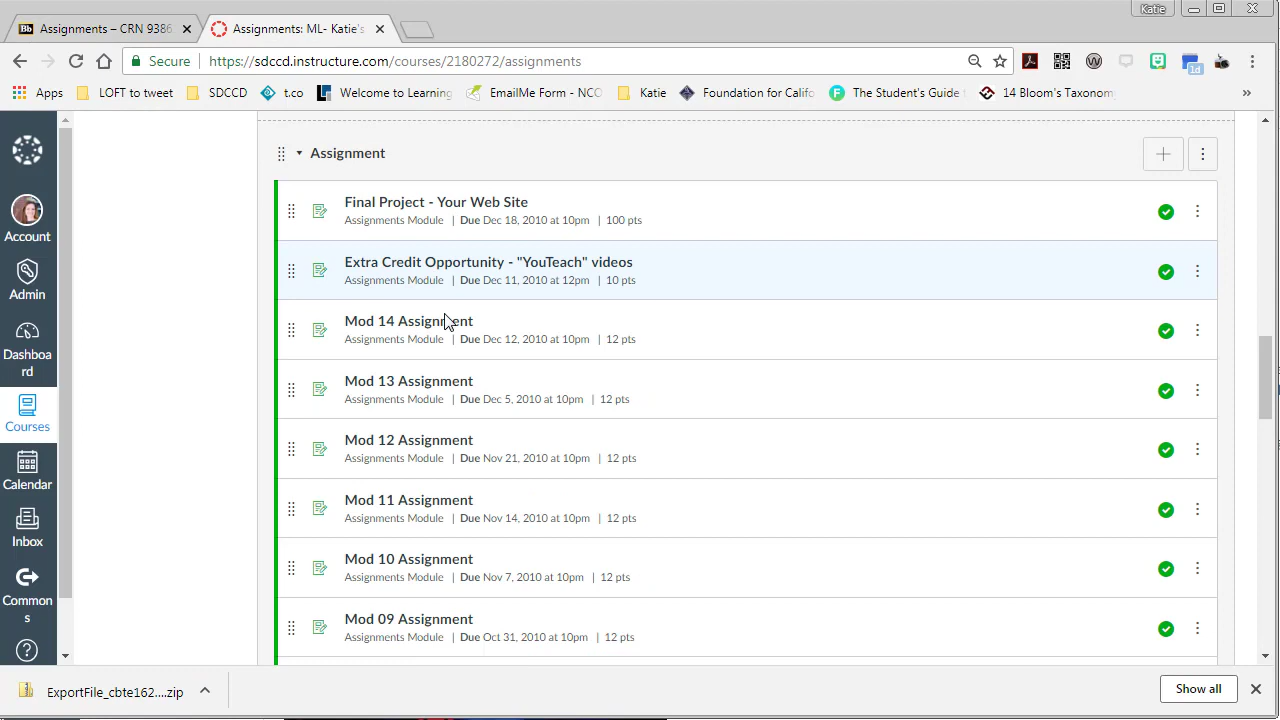 Katie
Assignments – CRN 9386
Assignments: ML- Katie's
Secure
https://sdccd.instructure.com/courses/2180272/assignments
1d
Apps
LOFT to tweet
SDCCD
t.co
Welcome to Learning
EmailMe Form - NCO
Katie
Foundation for Califo
The Student's Guide
14 Bloom's Taxonom
»
Account
Admin
Dashboa
rd
Courses
Calendar
Inbox
Common
s
Assignment
Final Project - Your Web Site
Assignments Module | Due Dec 18, 2010 at 10pm | 100 pts
Extra Credit Opportunity - "YouTeach" videos
Assignments Module | Due Dec 11, 2010 at 12pm | 10 pts
Mod 14 Assignment
Assignments Module | Due Dec 12, 2010 at 10pm | 12 pts
Mod 13 Assignment
Assignments Module | Due Dec 5, 2010 at 10pm | 12 pts
Mod 12 Assignment
Assignments Module | Due Nov 21, 2010 at 10pm | 12 pts
Mod 11 Assignment
Assignments Module | Due Nov 14, 2010 at 10pm | 12 pts
Mod 10 Assignment
Assignments Module | Due Nov 7, 2010 at 10pm | 12 pts
Mod 09 Assignment
Assignments Module | Due Oct 31, 2010 at 10pm | 12 pts
ExportFile_cbte162....zip
Show all